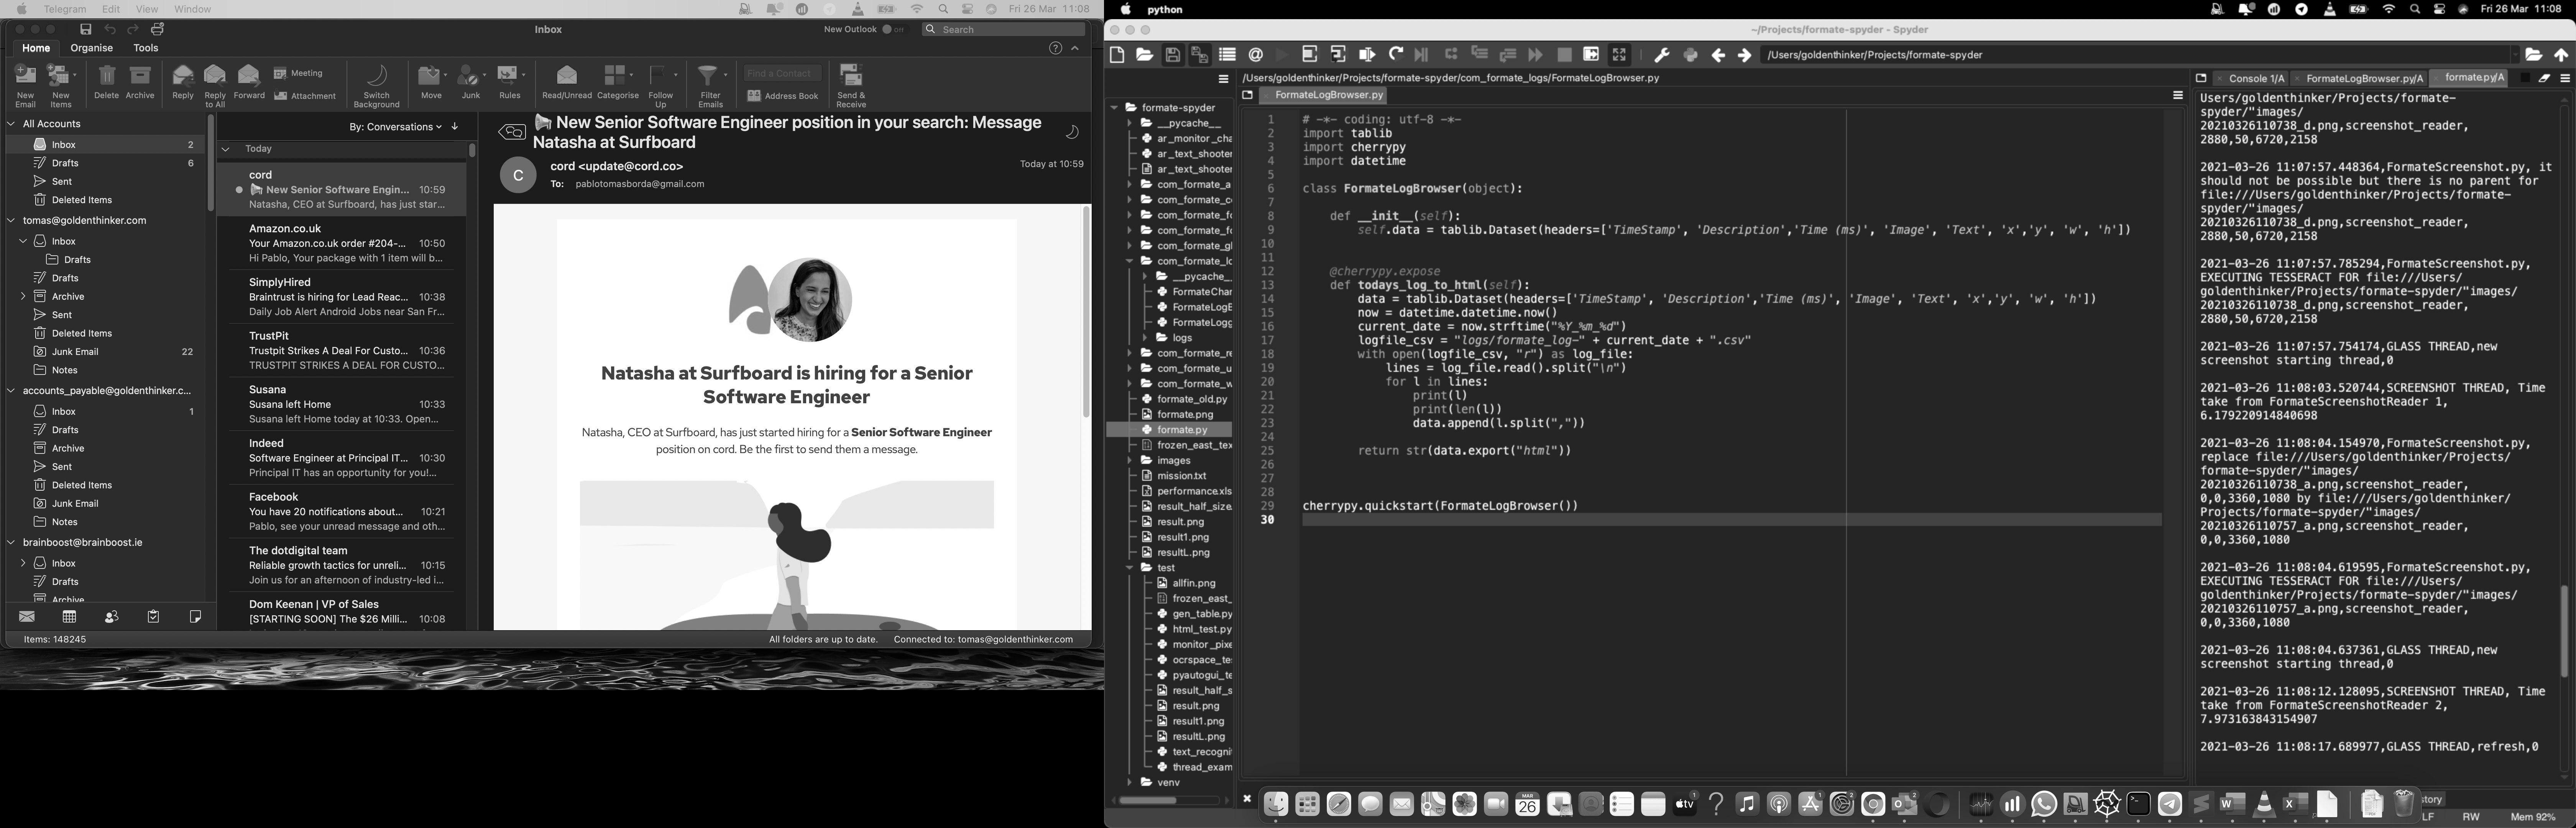 Telegram Edit View Window
Fri 26 Mar 11:08
Inbox
New Outlook on
Search
Home Organise Tools
New Email
New Items
Delete
Archive
Reply
Reply to All
Forward
Meeting
Attachment
Switch Background
Move
Junk
Rules
Read/Unread
Categorise
Follow Up
Filter Emails
Find a Contact
Address Book
Send & Receive
All Accounts
Inbox 2
Drafts 6
Sent
Deleted Items
tomas@goldenthinker.com
Inbox
Drafts
Drafts
Archive
Sent
Deleted Items
Junk Email 22
Notes
accounts_payable@goldenthinker.c...
Inbox 1
Drafts
Archive
Sent
Deleted Items
Junk Email
Notes
brainboost@brainboost.ie
Inbox
Drafts
Archive
Items: 148245
By: Conversations
Today
cord
New Senior Software Engin... 10:59
Natasha, CEO at Surfboard, has just star...
Amazon.co.uk
Your Amazon.co.uk order #204-... 10:50
Hi Pablo, Your package with 1 item will b...
SimplyHired
Braintrust is hiring for Lead Reac... 10:38
Daily Job Alert Android Jobs near San Fr...
TrustPit
Trustpit Strikes A Deal For Custo... 10:36
TRUSTPIT STRIKES A DEAL FOR CUSTO...
Susana
Susana left Home 10:33
Susana left Home today at 10:33. Open...
Indeed
Software Engineer at Principal IT... 10:30
Principal IT has an opportunity for you!...
Facebook
You have 20 notifications about... 10:21
Pablo, see your unread message and oth...
The dotdigital team
Reliable growth tactics for unreli... 10:15
Join us for an afternoon of industry-led i...
Dom Keenan | VP of Sales
[STARTING SOON] The $26 Milli... 10:08
New Senior Software Engineer position in your search: Message
Natasha at Surfboard
C
cord <update@cord.co>
Today at 10:59
To: pablotomasborda@gmail.com
Natasha at Surfboard is hiring for a Senior
Software Engineer
Natasha, CEO at Surfboard, has just started hiring for a Senior Software Engineer
position on cord. Be the first to send them a message.
All folders are up to date. Connected to: tomas@goldenthinker.com
python
Fri 26 Mar 11:08
~/Projects/formate-spyder - Spyder
/Users/goldenthinker/Projects/formate-spyder
/Users/goldenthinker/Projects/formate-spyder/com_formate_logs/FormateLogBrowser.py
formate-spyder
__pycache__
ar_monitor_cha
ar_text_shooter
ar_text_shooter
com_formate_a
com_formate_c
com_formate_fo
com_formate_fo
com_formate_gl
com_formate_lo
__pycache_
FormateChar
FormateLogB
FormateLogg
logs
com_formate_re
com_formate_u
com_formate_w
formate_old.py
formate.png
formate.py
frozen_east_tex
images
mission.txt
performance.xls
result_half_size.
result.png
result1.png
resultL.png
test
allfin.png
frozen_east_
gen_table.py
html_test.py
monitor_pixe
ocrspace_te
pyautogui_te
result_half_s
result.png
result1.png
resultL.png
text_recogni
thread_exam
venv
FormateLogBrowser.py
1 # -*- coding: utf-8 -*-
2 import tablib
3 import cherrypy
4 import datetime
5
6 class FormateLogBrowser(object):
7
8 def __init__(self):
9 self.data = tablib.Dataset(headers=['TimeStamp', 'Description','Time (ms)', 'Image', 'Text', 'x','y', 'w', 'h'])
10
11
12 @cherrypy.expose
13 def todays_log_to_html(self):
14 data = tablib.Dataset(headers=['TimeStamp', 'Description','Time (ms)', 'Image', 'Text', 'x','y', 'w', 'h'])
15 now = datetime.datetime.now()
16 current_date = now.strftime("%Y_%m_%d")
17 logfile_csv = "logs/formate_log-" + current_date + ".csv"
18 with open(logfile_csv, "r") as log_file:
19 lines = log_file.read().split("\n")
20 for l in lines:
21 print(l)
22 print(len(l))
23 data.append(l.split(","))
24
25 return str(data.export("html"))
26
27
28
29 cherrypy.quickstart(FormateLogBrowser())
30
Console 1/A FormateLogBrowser.py/A formate.py/A
Users/goldenthinker/Projects/formate-
spyder/"images/
20210326110738_d.png,screenshot_reader,
2880,50,6720,2158
2021-03-26 11:07:57.448364,FormateScreenshot.py, it
should not be possible but there is no parent for
file:///Users/goldenthinker/Projects/formate-
spyder/"images/
20210326110738_d.png,screenshot_reader,
2880,50,6720,2158
2021-03-26 11:07:57.785294,FormateScreenshot.py,
EXECUTING TESSERACT FOR file:///Users/
goldenthinker/Projects/formate-spyder/"images/
20210326110738_d.png,screenshot_reader,
2880,50,6720,2158
2021-03-26 11:07:57.754174,GLASS THREAD,new
screenshot starting thread,0
2021-03-26 11:08:03.520744,SCREENSHOT THREAD, Time
take from FormateScreenshotReader 1,
6.179220914840698
2021-03-26 11:08:04.154970,FormateScreenshot.py,
replace file:///Users/goldenthinker/Projects/
formate-spyder/"images/
20210326110738_a.png,screenshot_reader,
0,0,3360,1080 by file:///Users/goldenthinker/
Projects/formate-spyder/"images/
20210326110757_a.png,screenshot_reader,
0,0,3360,1080
2021-03-26 11:08:04.619595,FormateScreenshot.py,
EXECUTING TESSERACT FOR file:///Users/
goldenthinker/Projects/formate-spyder/"images/
20210326110757_a.png,screenshot_reader,
0,0,3360,1080
2021-03-26 11:08:04.637361,GLASS THREAD,new
screenshot starting thread,0
2021-03-26 11:08:12.128095,SCREENSHOT THREAD, Time
take from FormateScreenshotReader 2,
7.973163843154907
2021-03-26 11:08:17.689977,GLASS THREAD,refresh,0
MAR
26
tv
story
LF RW Mem 92%